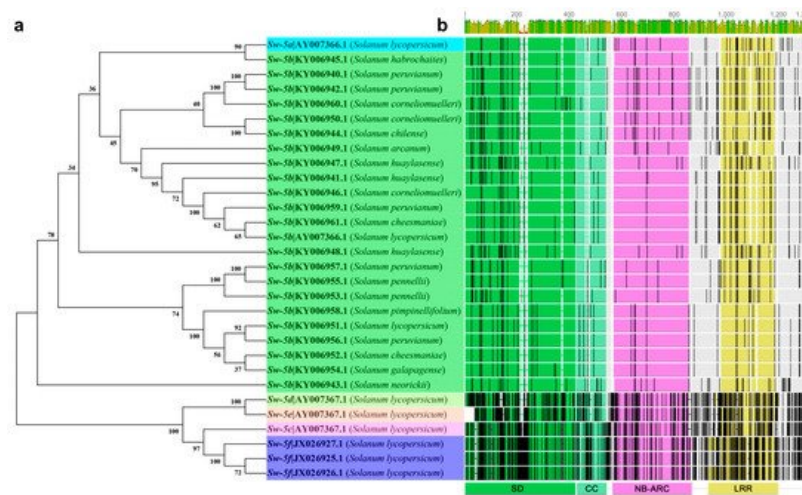 a
b
200
400
600
800
1,000
1,200
Sw-5a|AY007366.1 (Solanum lycopersicum)
Sw-5b|KY006945.1 (Solanum habrochaites)
Sw-5b|KY006940.1 (Solanum peruvianum)
Sw-5b|KY006942.1 (Solanum peruvianum)
Sw-5b|KY006960.1 (Solanum corneliomuelleri)
Sw-5b|KY006950.1 (Solanum corneliomuelleri)
Sw-5b|KY006944.1 (Solanum chilense)
Sw-5b|KY006949.1 (Solanum arcanum)
Sw-5b|KY006947.1 (Solanum huaylasense)
Sw-5b|KY006941.1 (Solanum huaylasense)
Sw-5b|KY006946.1 (Solanum corneliomuelleri)
Sw-5b|KY006959.1 (Solanum peruvianum)
Sw-5b|KY006961.1 (Solanum cheesmaniae)
Sw-5b|AY007366.1 (Solanum lycopersicum)
Sw-5b|KY006948.1 (Solanum huaylasense)
Sw-5b|KY006957.1 (Solanum peruvianum)
Sw-5b|KY006955.1 (Solanum pennellii)
Sw-5b|KY006953.1 (Solanum pennellii)
Sw-5b|KY006958.1 (Solanum pimpinellifolium)
Sw-5b|KY006951.1 (Solanum lycopersicum)
Sw-5b|KY006956.1 (Solanum peruvianum)
Sw-5b|KY006952.1 (Solanum cheesmaniae)
Sw-5b|KY006954.1 (Solanum galapagense)
Sw-5b|KY006943.1 (Solanum neorickii)
Sw-5d|AY007367.1 (Solanum lycopersicum)
Sw-5e|AY007367.1 (Solanum lycopersicum)
Sw-5c|AY007367.1 (Solanum lycopersicum)
Sw-5f|JX026927.1 (Solanum lycopersicum)
Sw-5f|JX026925.1 (Solanum lycopersicum)
Sw-5f|JX026926.1 (Solanum lycopersicum)
90
36
100
100
60
100
45
70
95
72
100
62
65
34
78
100
100
74
92
100
56
37
100
100
97
100
72
SD
CC
NB-ARC
LRR